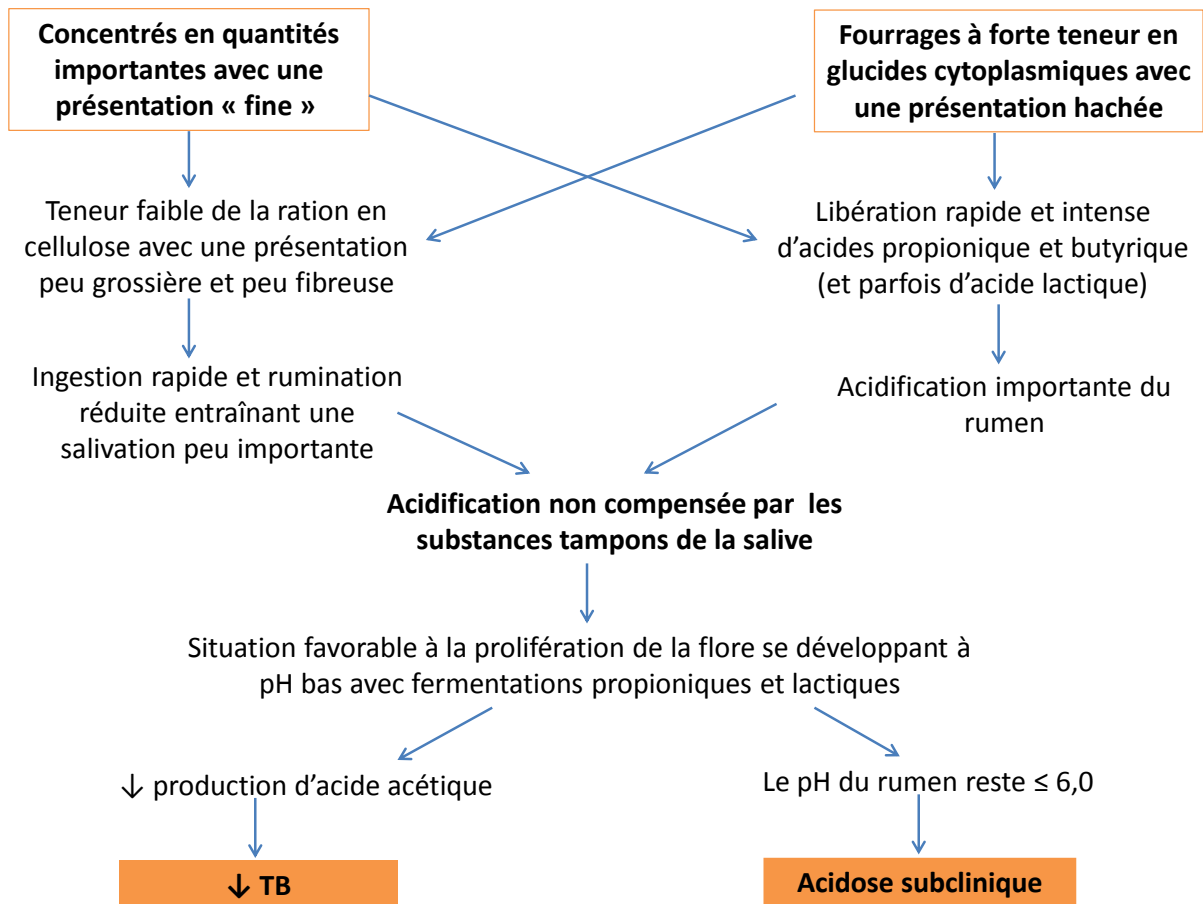 Concentrés en quantités
importantes avec une
présentation « fine »
Fourrages à forte teneur en
glucides cytoplasmiques avec
une présentation hachée
Teneur faible de la ration en
cellulose avec une présentation
peu grossière et peu fibreuse
Libération rapide et intense
d’acides propionique et butyrique
(et parfois d’acide lactique)
Ingestion rapide et rumination
réduite entraînant une
salivation peu importante
Acidification importante du
rumen
Acidification non compensée par les
substances tampons de la salive
Situation favorable à la prolifération de la flore se développant à
pH bas avec fermentations propioniques et lactiques
↓ production d’acide acétique
Le pH du rumen reste ≤ 6,0
↓ TB
Acidose subclinique